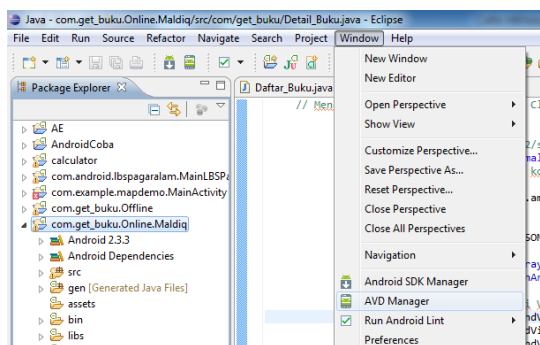 Java - com.get_buku.Online.Maldiq/src/com/get_buku/Detail_Buku.java - Eclipse
File Edit Run Source Refactor Navigate Search Project Window Help
Package Explorer
Daftar_Buku.java
// Men
AE
AndroidCoba
calculator
com.android.lbspagaralam.MainLBSPa
com.example.mapdemo.MainActivity
com.get_buku.Offline
com.get_buku.Online.Maldiq
Android 2.3.3
Android Dependencies
src
gen [Generated Java Files]
assets
bin
libs
New Window
New Editor
Open Perspective
Show View
Customize Perspective...
Save Perspective As...
Reset Perspective...
Close Perspective
Close All Perspectives
Navigation
Android SDK Manager
AVD Manager
Run Android Lint
Preferences